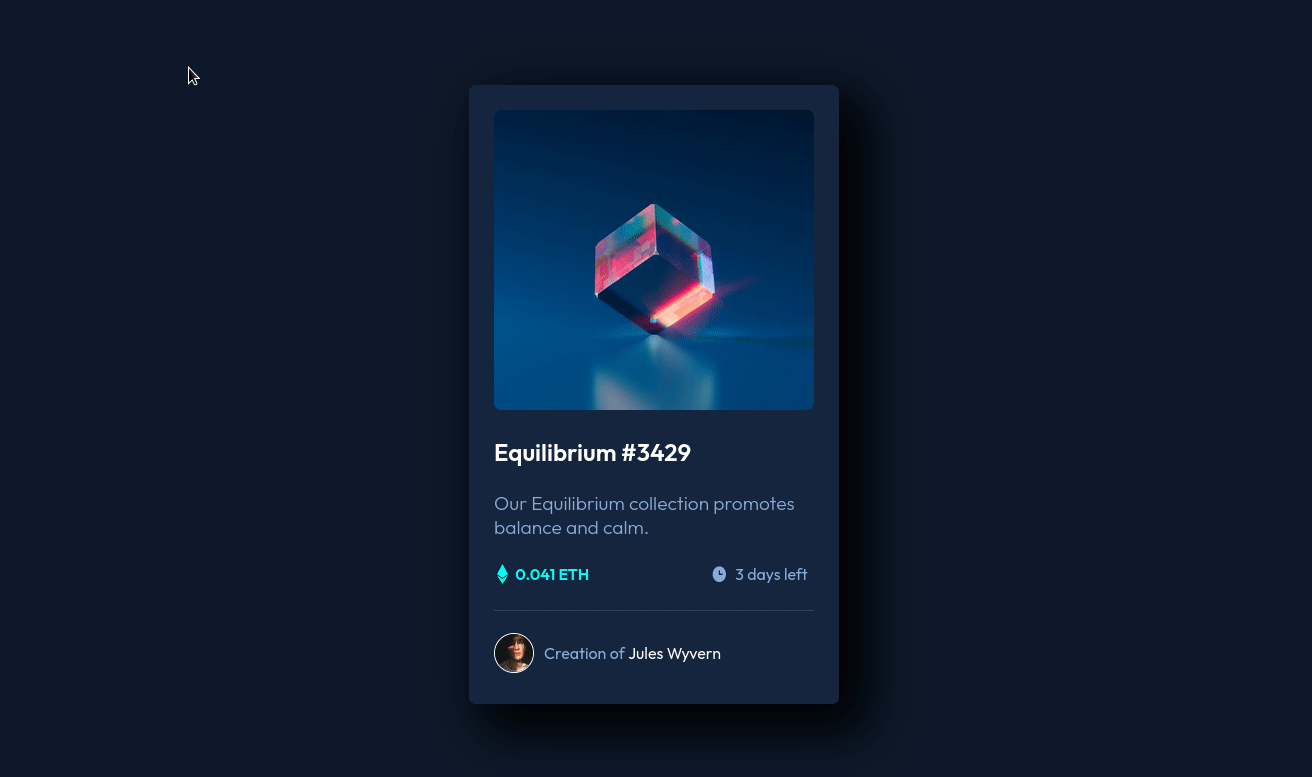 Equilibrium #3429
Our Equilibrium collection promotes
balance and calm.
0.041 ETH
3 days left
Creation of Jules Wyvern